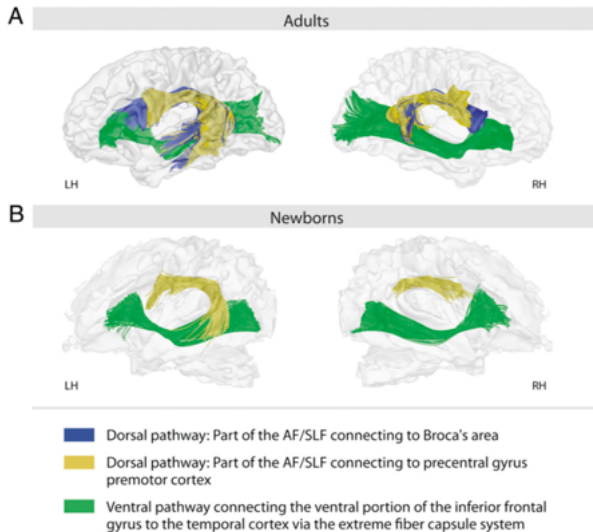 A
Adults
LH
RH
B
Newborns
LH
RH
Dorsal pathway: Part of the AF/SLF connecting to Broca's area
Dorsal pathway: Part of the AF/SLF connecting to precentral gyrus
premotor cortex
Ventral pathway connecting the ventral portion of the inferior frontal
gyrus to the temporal cortex via the extreme fiber capsule system